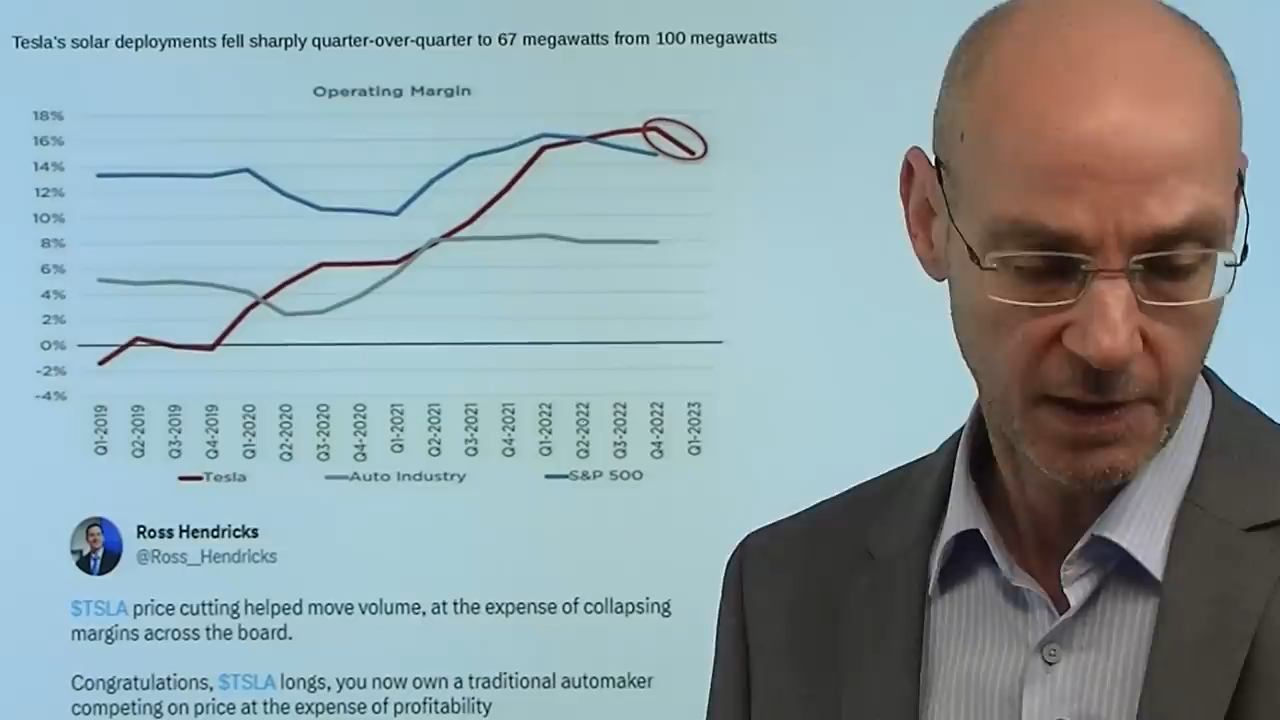 Tesla's solar deployments fell sharply quarter-over-quarter to 67 megawatts from 100 megawatts
Operating Margin
18%
16%
14%
12%
10%
8%
6%
4%
2%
0%
-2%
-4%
Q1-2019 Q2-2019 Q3-2019 Q4-2019 Q1-2020 Q2-2020 Q3-2020 Q4-2020 Q1-2021 Q2-2021 Q3-2021 Q4-2021 Q1-2022 Q2-2022 Q3-2022 Q4-2022 Q1-2023
Tesla Auto Industry S&P 500
Ross Hendricks
@Ross__Hendricks
$TSLA price cutting helped move volume, at the expense of collapsing
margins across the board.
Congratulations, $TSLA longs, you now own a traditional automaker
competing on price at the expense of profitability